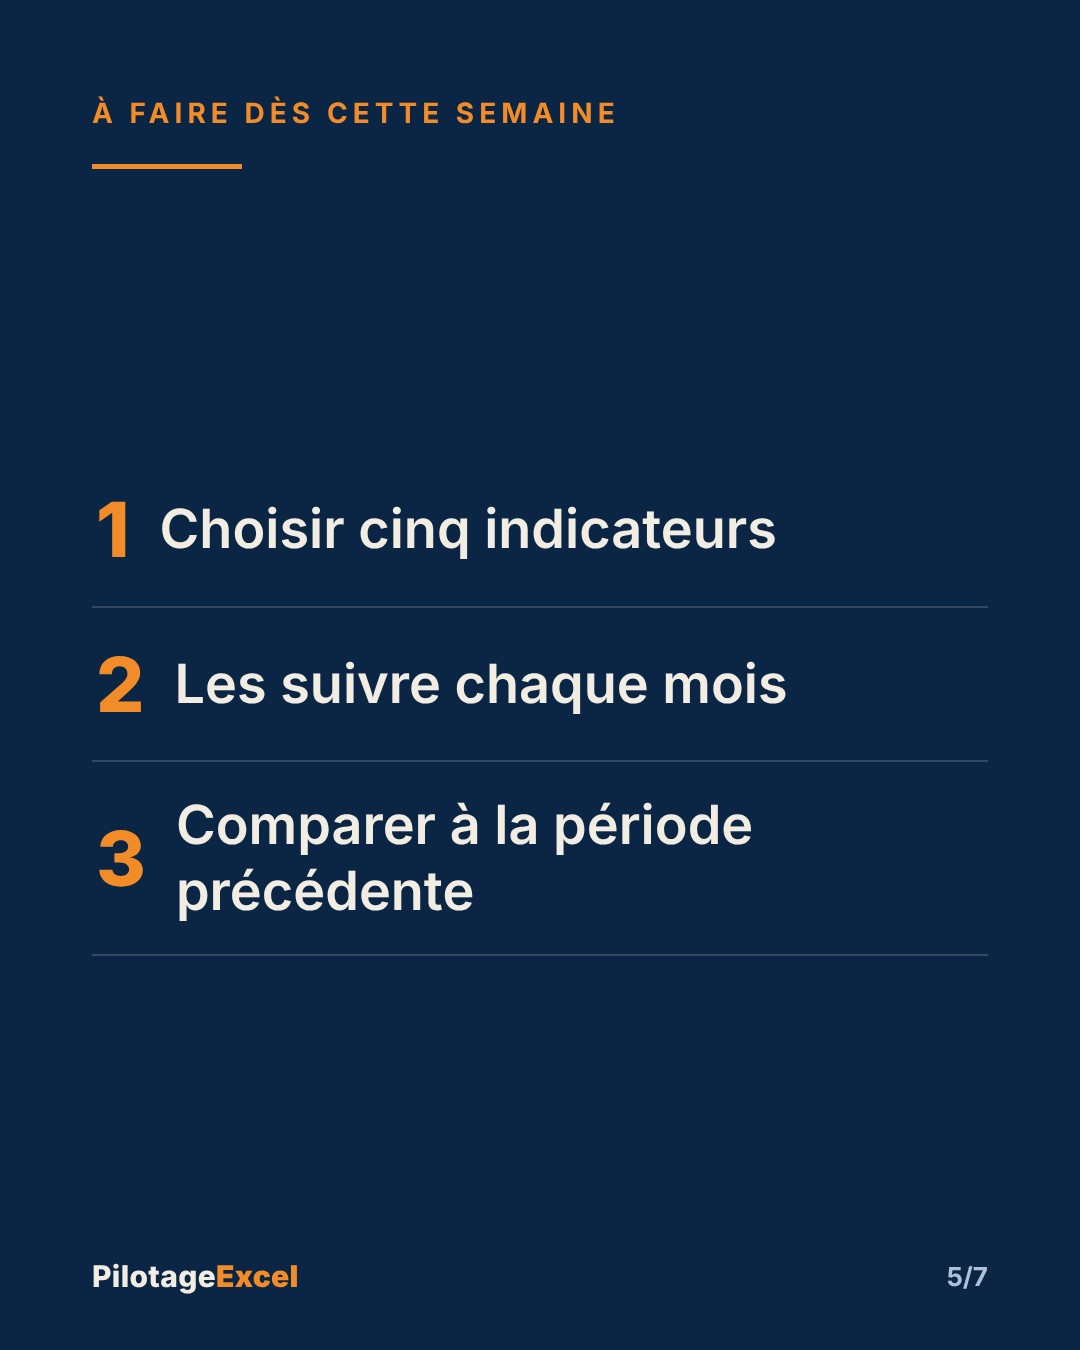 À FAIRE DÈS CETTE SEMAINE
1 Choisir cinq indicateurs
2 Les suivre chaque mois
3 Comparer à la période
précédente
PilotageExcel
5/7